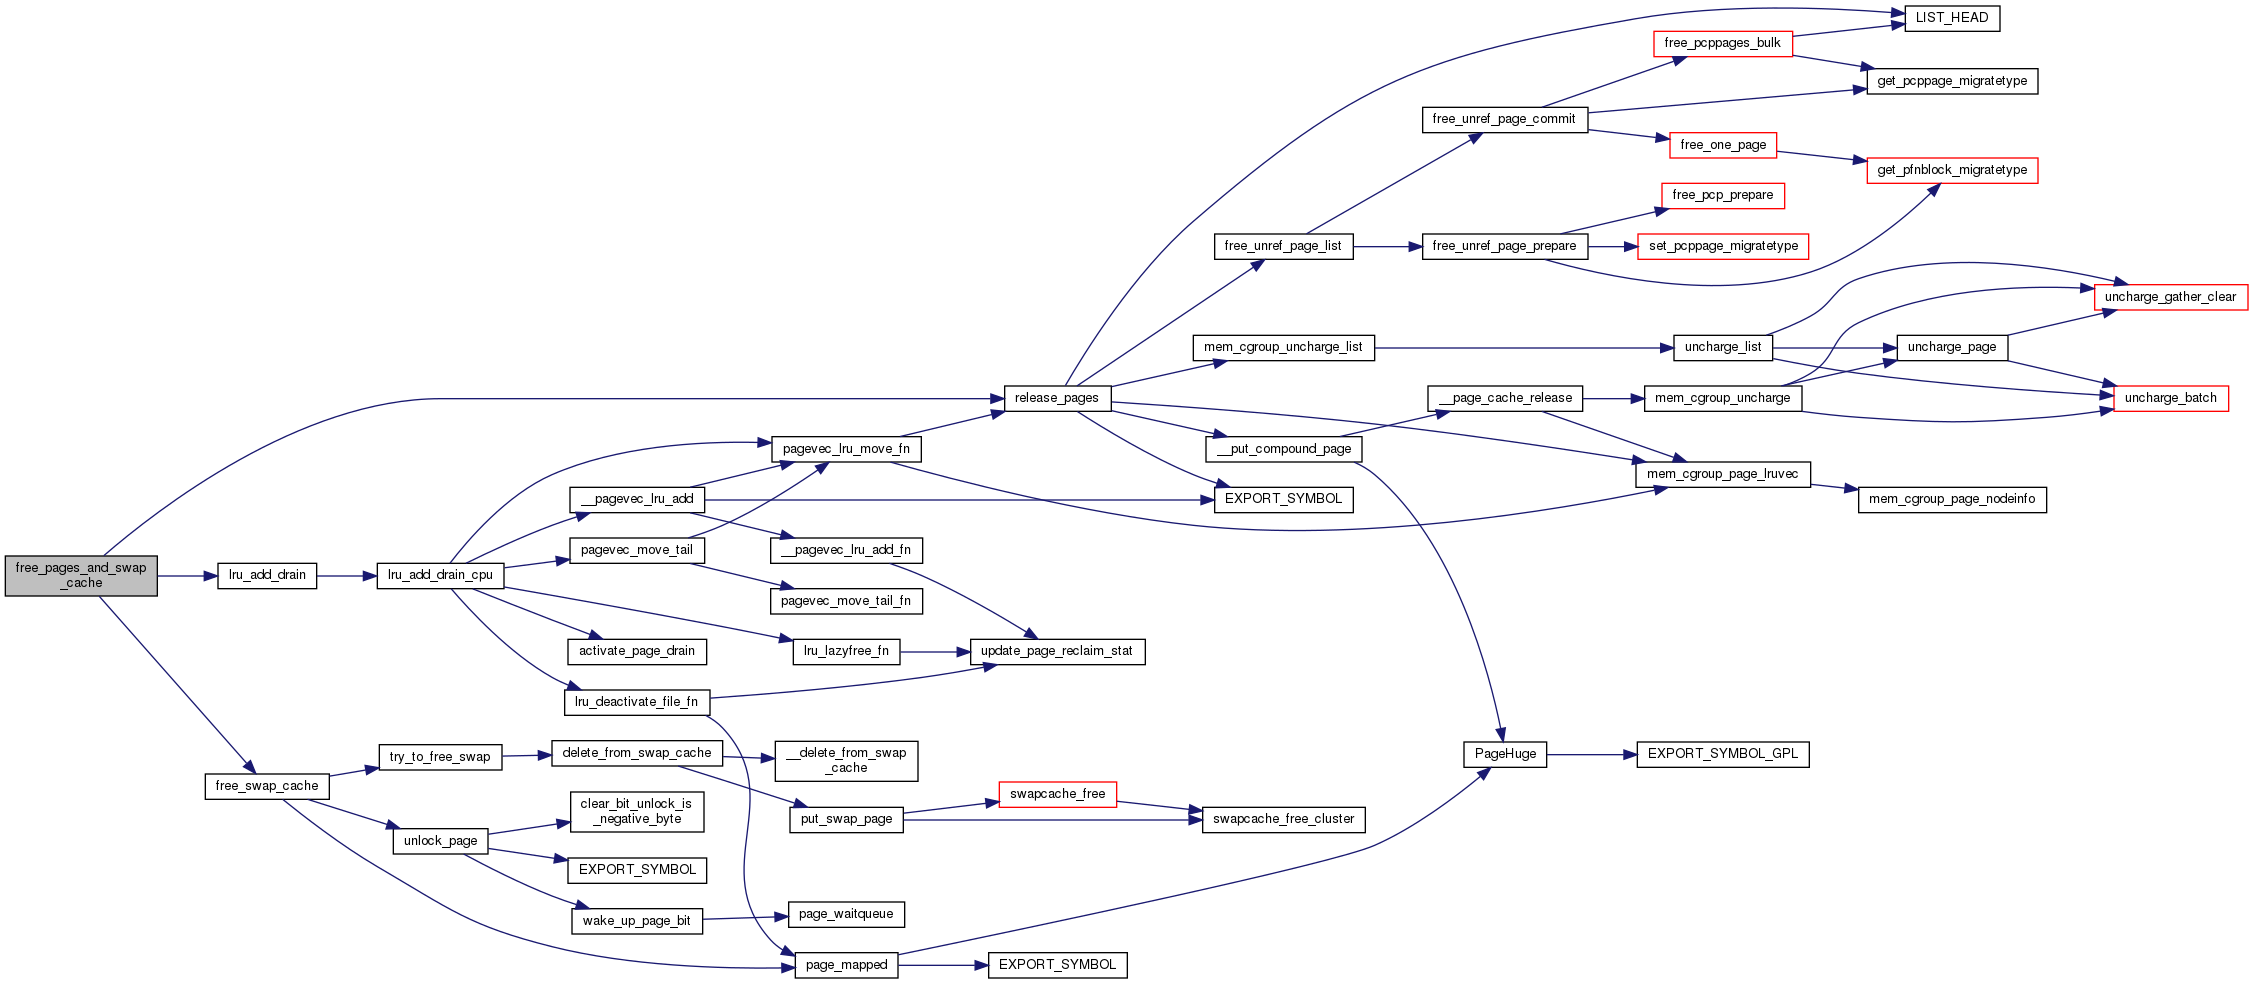 LIST_HEAD
free_pcppages_bulk
get_pcppage_migratetype
free_unref_page_commit
free_one_page
get_pfnblock_migratetype
free_pcp_prepare
free_unref_page_list
free_unref_page_prepare
set_pcppage_migratetype
uncharge_gather_clear
mem_cgroup_uncharge_list
uncharge_list
uncharge_page
release_pages
__page_cache_release
mem_cgroup_uncharge
uncharge_batch
pagevec_lru_move_fn
__put_compound_page
mem_cgroup_page_lruvec
__pagevec_lru_add
EXPORT_SYMBOL
mem_cgroup_page_nodeinfo
pagevec_move_tail
__pagevec_lru_add_fn
free_pages_and_swap
_cache
lru_add_drain
lru_add_drain_cpu
pagevec_move_tail_fn
activate_page_drain
lru_lazyfree_fn
update_page_reclaim_stat
lru_deactivate_file_fn
try_to_free_swap
delete_from_swap_cache
__delete_from_swap
_cache
PageHuge
EXPORT_SYMBOL_GPL
free_swap_cache
swapcache_free
clear_bit_unlock_is
_negative_byte
put_swap_page
swapcache_free_cluster
unlock_page
EXPORT_SYMBOL
wake_up_page_bit
page_waitqueue
page_mapped
EXPORT_SYMBOL